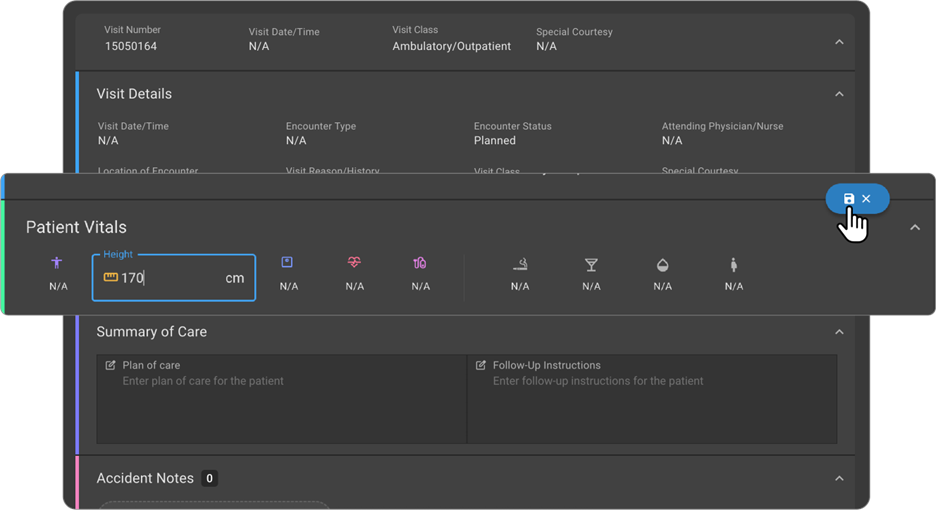 Visit Number
15050164
Visit Date/Time
N/A
Visit Class
Ambulatory/Outpatient
Special Courtesy
N/A
Visit Details
Visit Date/Time
N/A
Encounter Type
N/A
Encounter Status
Planned
Attending Physician/Nurse
N/A
Location of Encounter
Visit Reason/History
Visit Class
Special Courtesy
Patient Vitals
N/A
Height
170
cm
N/A
N/A
N/A
N/A
N/A
N/A
N/A
Summary of Care
Plan of care
Enter plan of care for the patient
Follow-Up Instructions
Enter follow-up instructions for the patient
Accident Notes 0